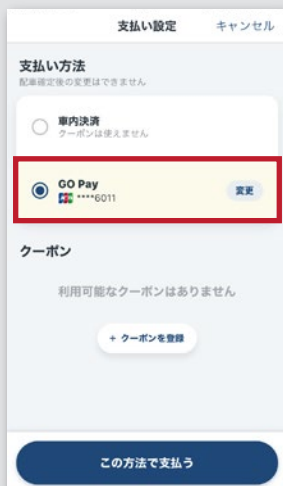 支払い設定 キャンセル
支払い方法
配車確定後の変更はできません
車内決済
クーポンは使えません
GO Pay
JCB ****6011
変更
クーポン
利用可能なクーポンはありません
+ クーポンを登録
この方法で支払う